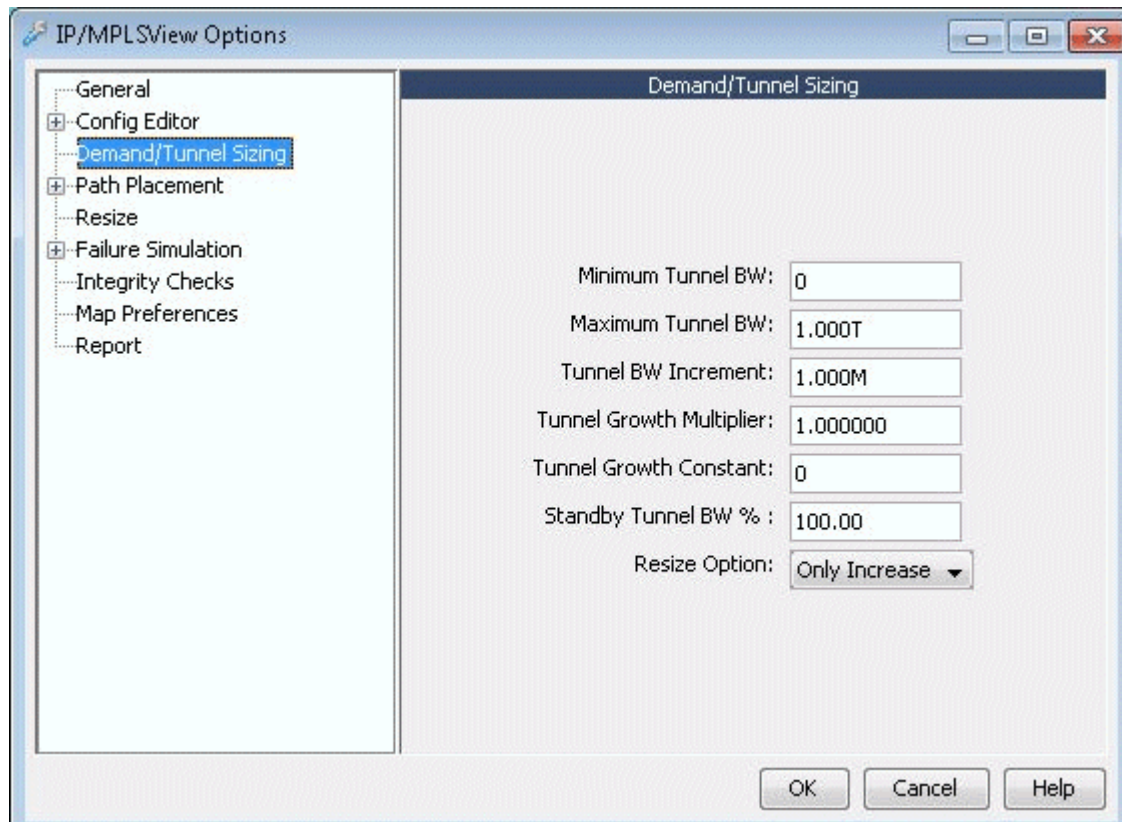 IP/MPLSView Options
General
Config Editor
Demand/Tunnel Sizing
Path Placement
Resize
Failure Simulation
Integrity Checks
Map Preferences
Report
Demand/Tunnel Sizing
Minimum Tunnel BW: 0
Maximum Tunnel BW: 1.000T
Tunnel BW Increment: 1.000M
Tunnel Growth Multiplier: 1.000000
Tunnel Growth Constant: 0
Standby Tunnel BW % : 100.00
Resize Option: Only Increase
OK Cancel Help